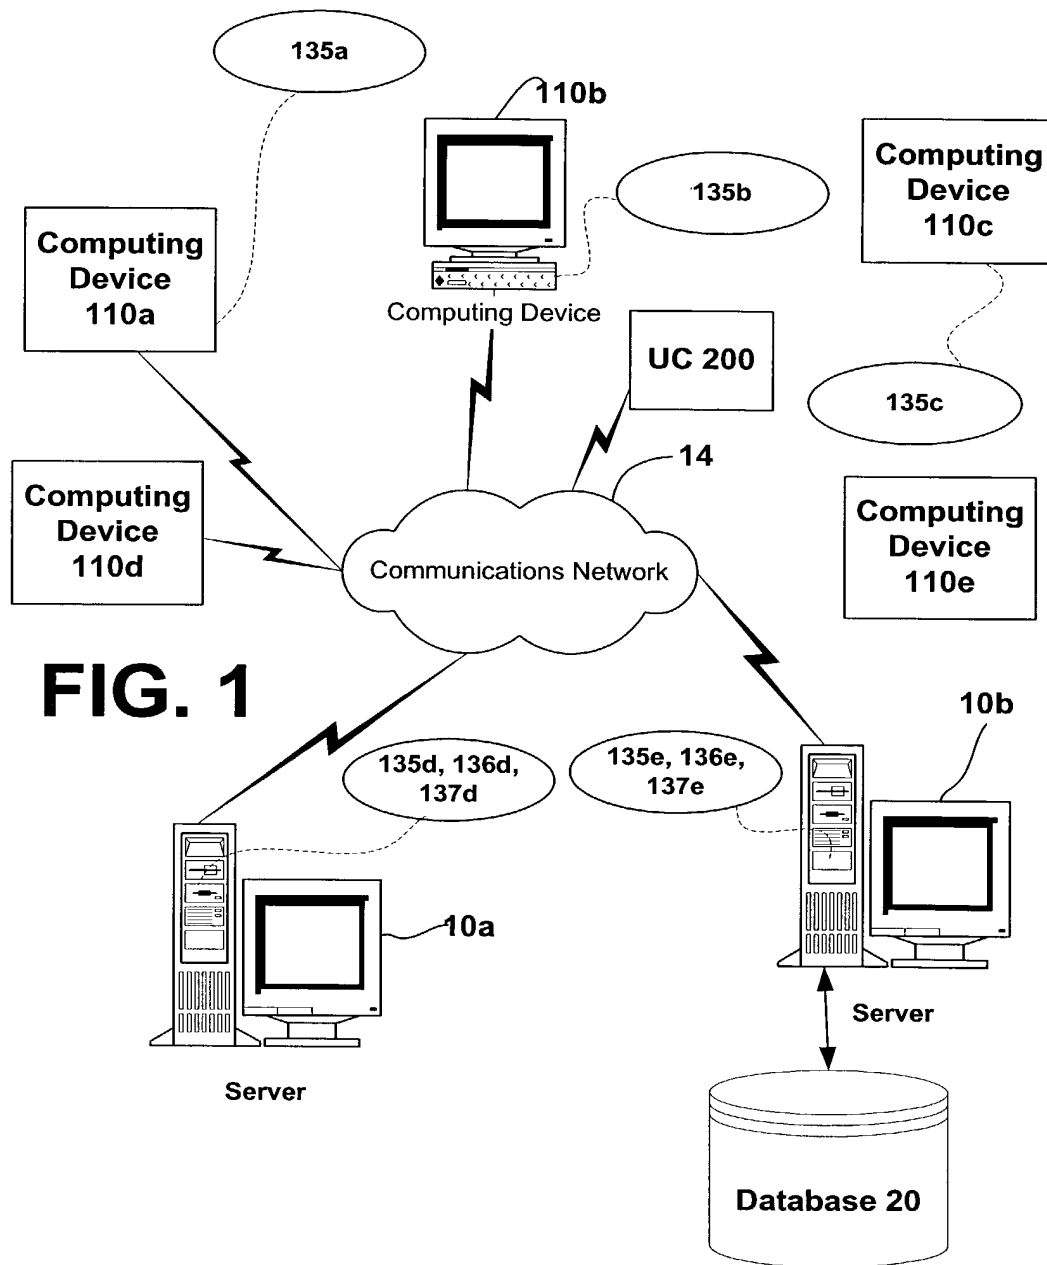 135a
110b
Computing
Device
110c
135b
Computing
Device
110a
Computing Device
UC 200
135c
14
Computing
Device
110d
Computing
Device
110e
Communications Network
FIG. 1
10b
135d, 136d,
137d
135e, 136e,
137e
10a
Server
Server
Database 20